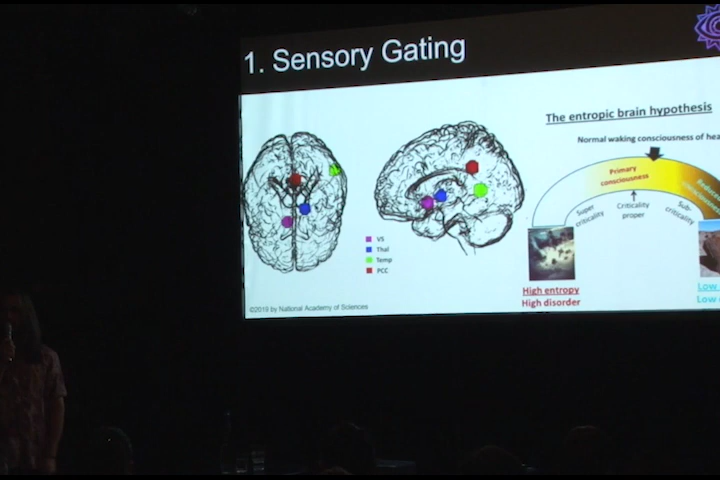 1. Sensory Gating
The entropic brain hypothesis
Normal waking consciousness of
Primary
consciousness
Super
criticality
Criticality
proper
Sub-
criticality
VS
Thal
Temp
PCC
High entropy
High disorder
Low
Low
©2019 by National Academy of Sciences